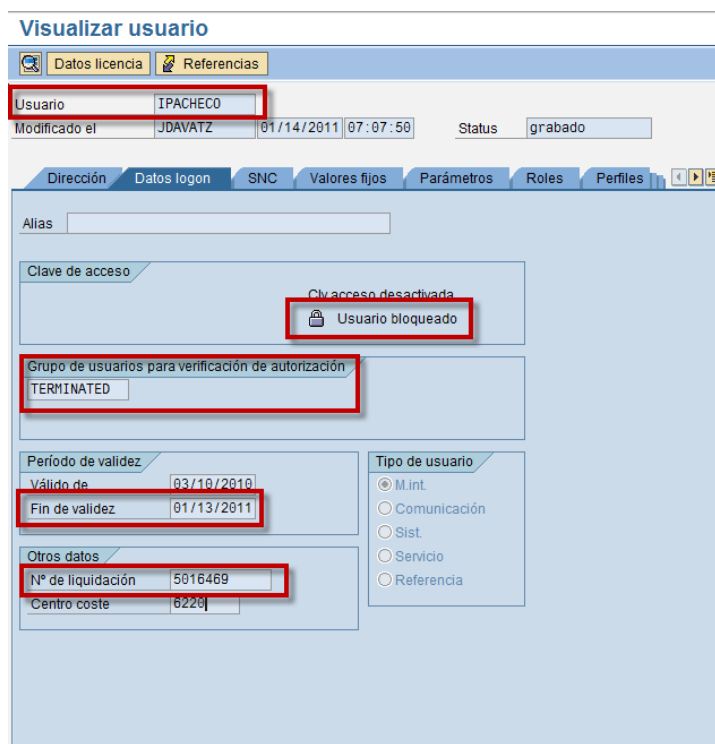 Visualizar usuario
Datos licencia Referencias
Usuario IPACHECO
Modificado el JDAVATZ 01/14/2011 07:07:50 Status grabado
Dirección Datos logon SNC Valores fijos Parámetros Roles Perfiles
Alias
Clave de acceso
Clv.acceso desactivada
Usuario bloqueado
Grupo de usuarios para verificación de autorización
TERMINATED
Período de validez
Válido de 03/10/2010
Fin de validez 01/13/2011
Tipo de usuario
M.int.
Comunicación
Sist.
Servicio
Referencia
Otros datos
Nº de liquidación 5016469
Centro coste 6220